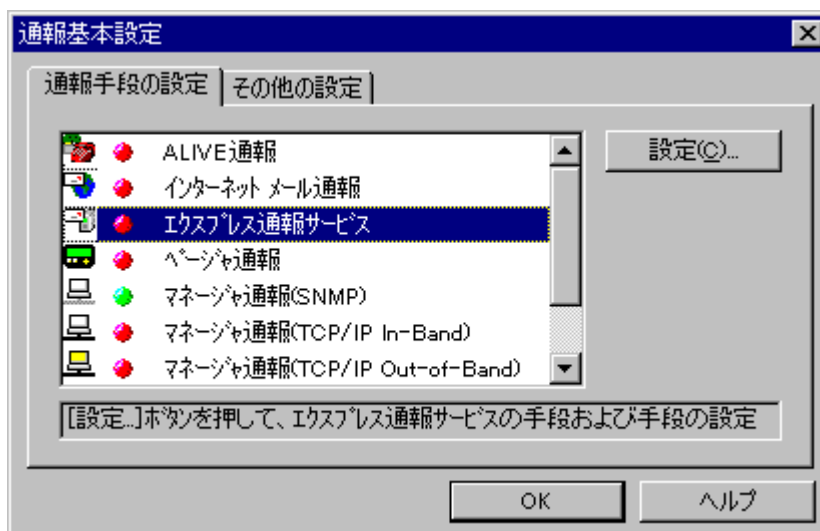 通報基本設定
通報手段の設定
その他の設定
ALIVE通報
設定(C)...
インターネット メール通報
エクスプレス通報サービス
ページャ通報
マネージャ通報(SNMP)
マネージャ通報(TCP/IP In-Band)
マネージャ通報(TCP/IP Out-of-Band)
[設定...]ボタンを押して、エクスプレス通報サービスの手段および手段の設定
OK
ヘルプ